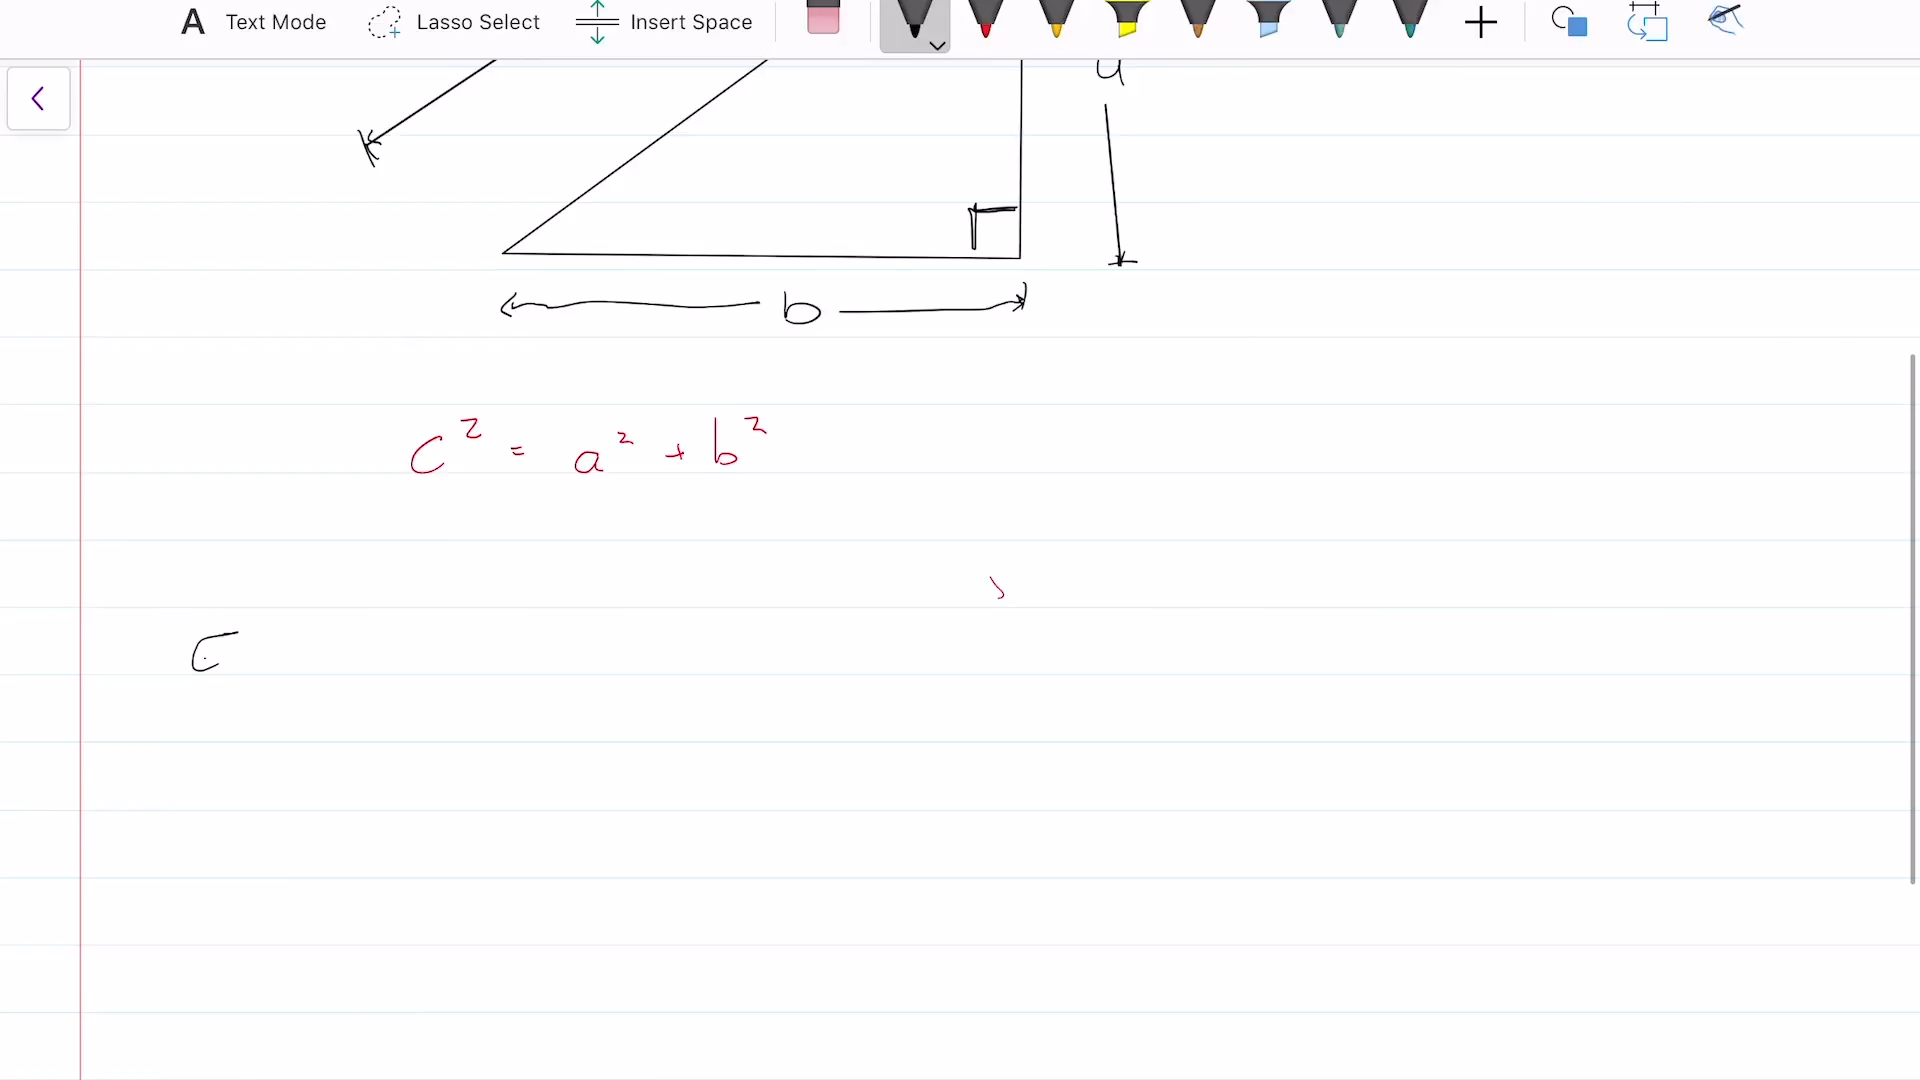 A Text Mode Lasso Select Insert Space
a
b
c² = a² + b²